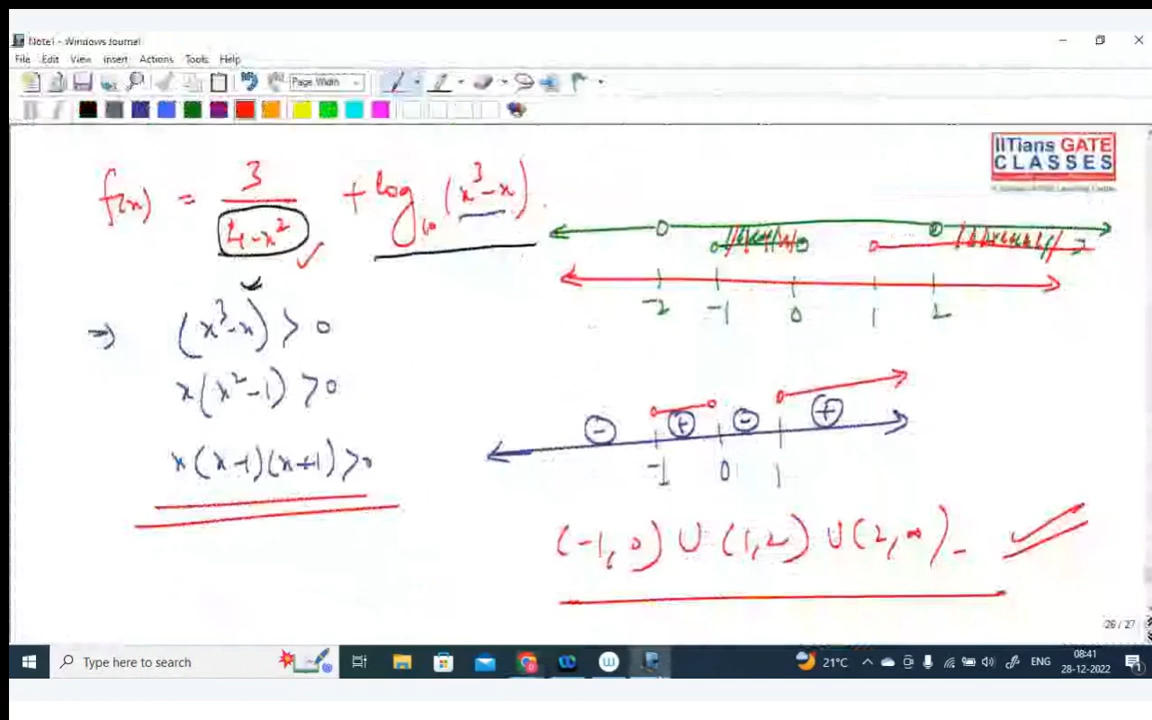 Note1 - Windows Journal
File Edit View Insert Actions Tools Help
Page Width
IITians GATE
CLASSES
f(x) = 3/(4-x²) + log₁₀(x³-x)
-2 -1 0 1 2
⇒ (x³-x) > 0
x(x²-1) > 0
x(x-1)(x+1) > 0
- + - +
-1 0 1
(-1, 0) ∪ (1, 2) ∪ (2, ∞)
26 / 27
Type here to search
21°C ENG 08:41
28-12-2022